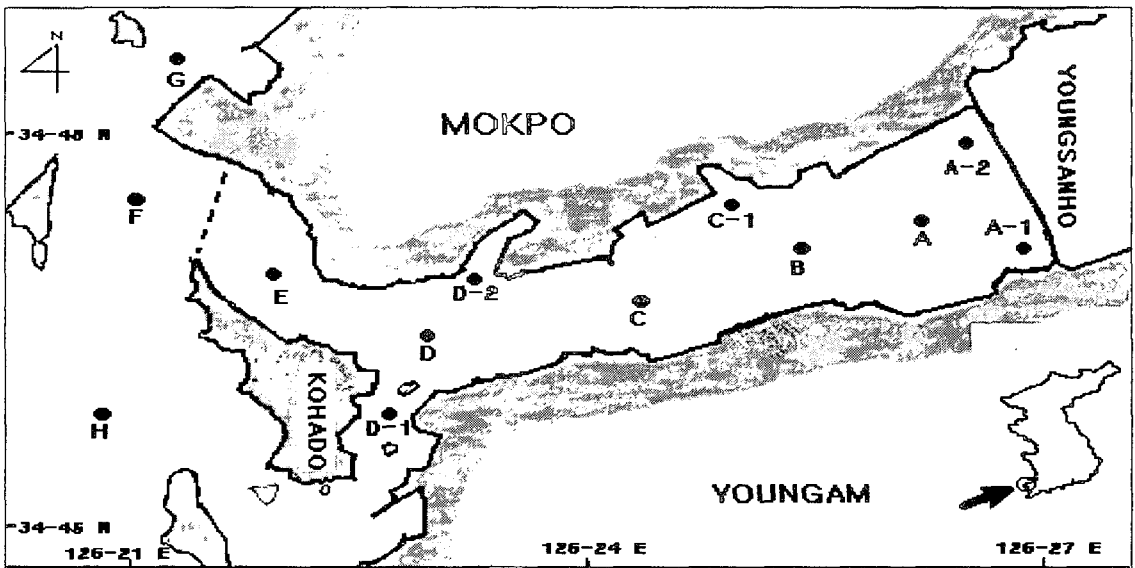 N
G
34-48 N
MOKPO
YOUNGSANHO
A-2
F
C-1
A
A-1
B
E
D-2
C
D
KOHADO
D-1
H
YOUNGAM
34-45 N
126-21 E
126-24 E
126-27 E